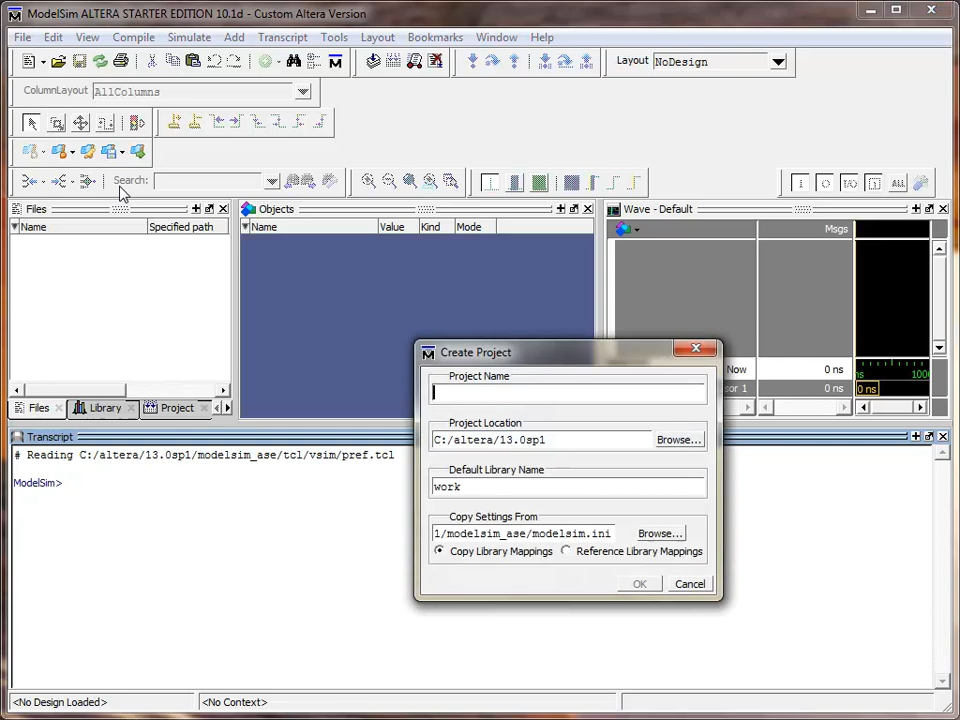 ModelSim ALTERA STARTER EDITION 10.1d - Custom Altera Version
File Edit View Compile Simulate Add Transcript Tools Layout Bookmarks Window Help
Layout NoDesign
ColumnLayout AllColumns
Search:
Files
Name Specified path
Files Library Project
Objects
Name Value Kind Mode
Wave - Default
Msgs
Now 0 ns
sor 1 0 ns
ns 1000
0 ns
Create Project
Project Name
Project Location
C:/altera/13.0sp1 Browse...
Default Library Name
work
Copy Settings From
1/modelsim_ase/modelsim.ini Browse...
Copy Library Mappings Reference Library Mappings
OK Cancel
Transcript
# Reading C:/altera/13.0sp1/modelsim_ase/tcl/vsim/pref.tcl
ModelSim>
<No Design Loaded> <No Context>